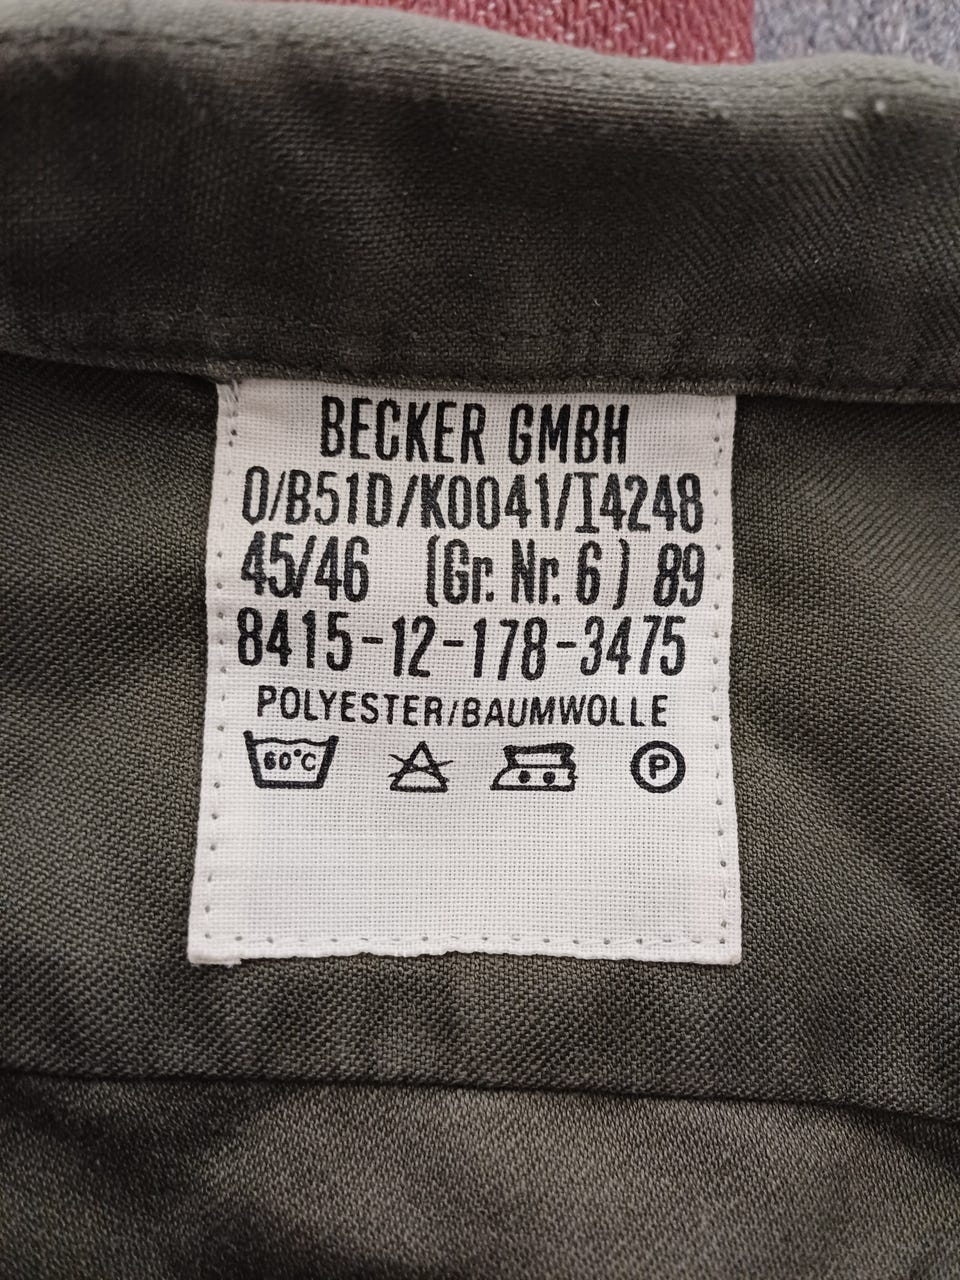 BECKER GMBH
0/B51D/K0041/I4248
45/46 (Gr. Nr. 6) 89
8415-12-178-3475
POLYESTER/BAUMWOLLE
60°C P